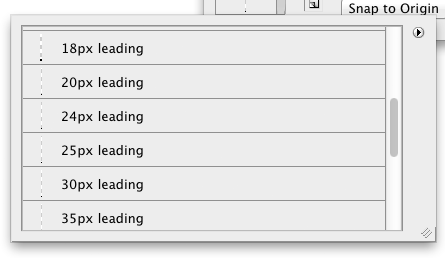 Snap to Origin
18px leading
20px leading
24px leading
25px leading
30px leading
35px leading